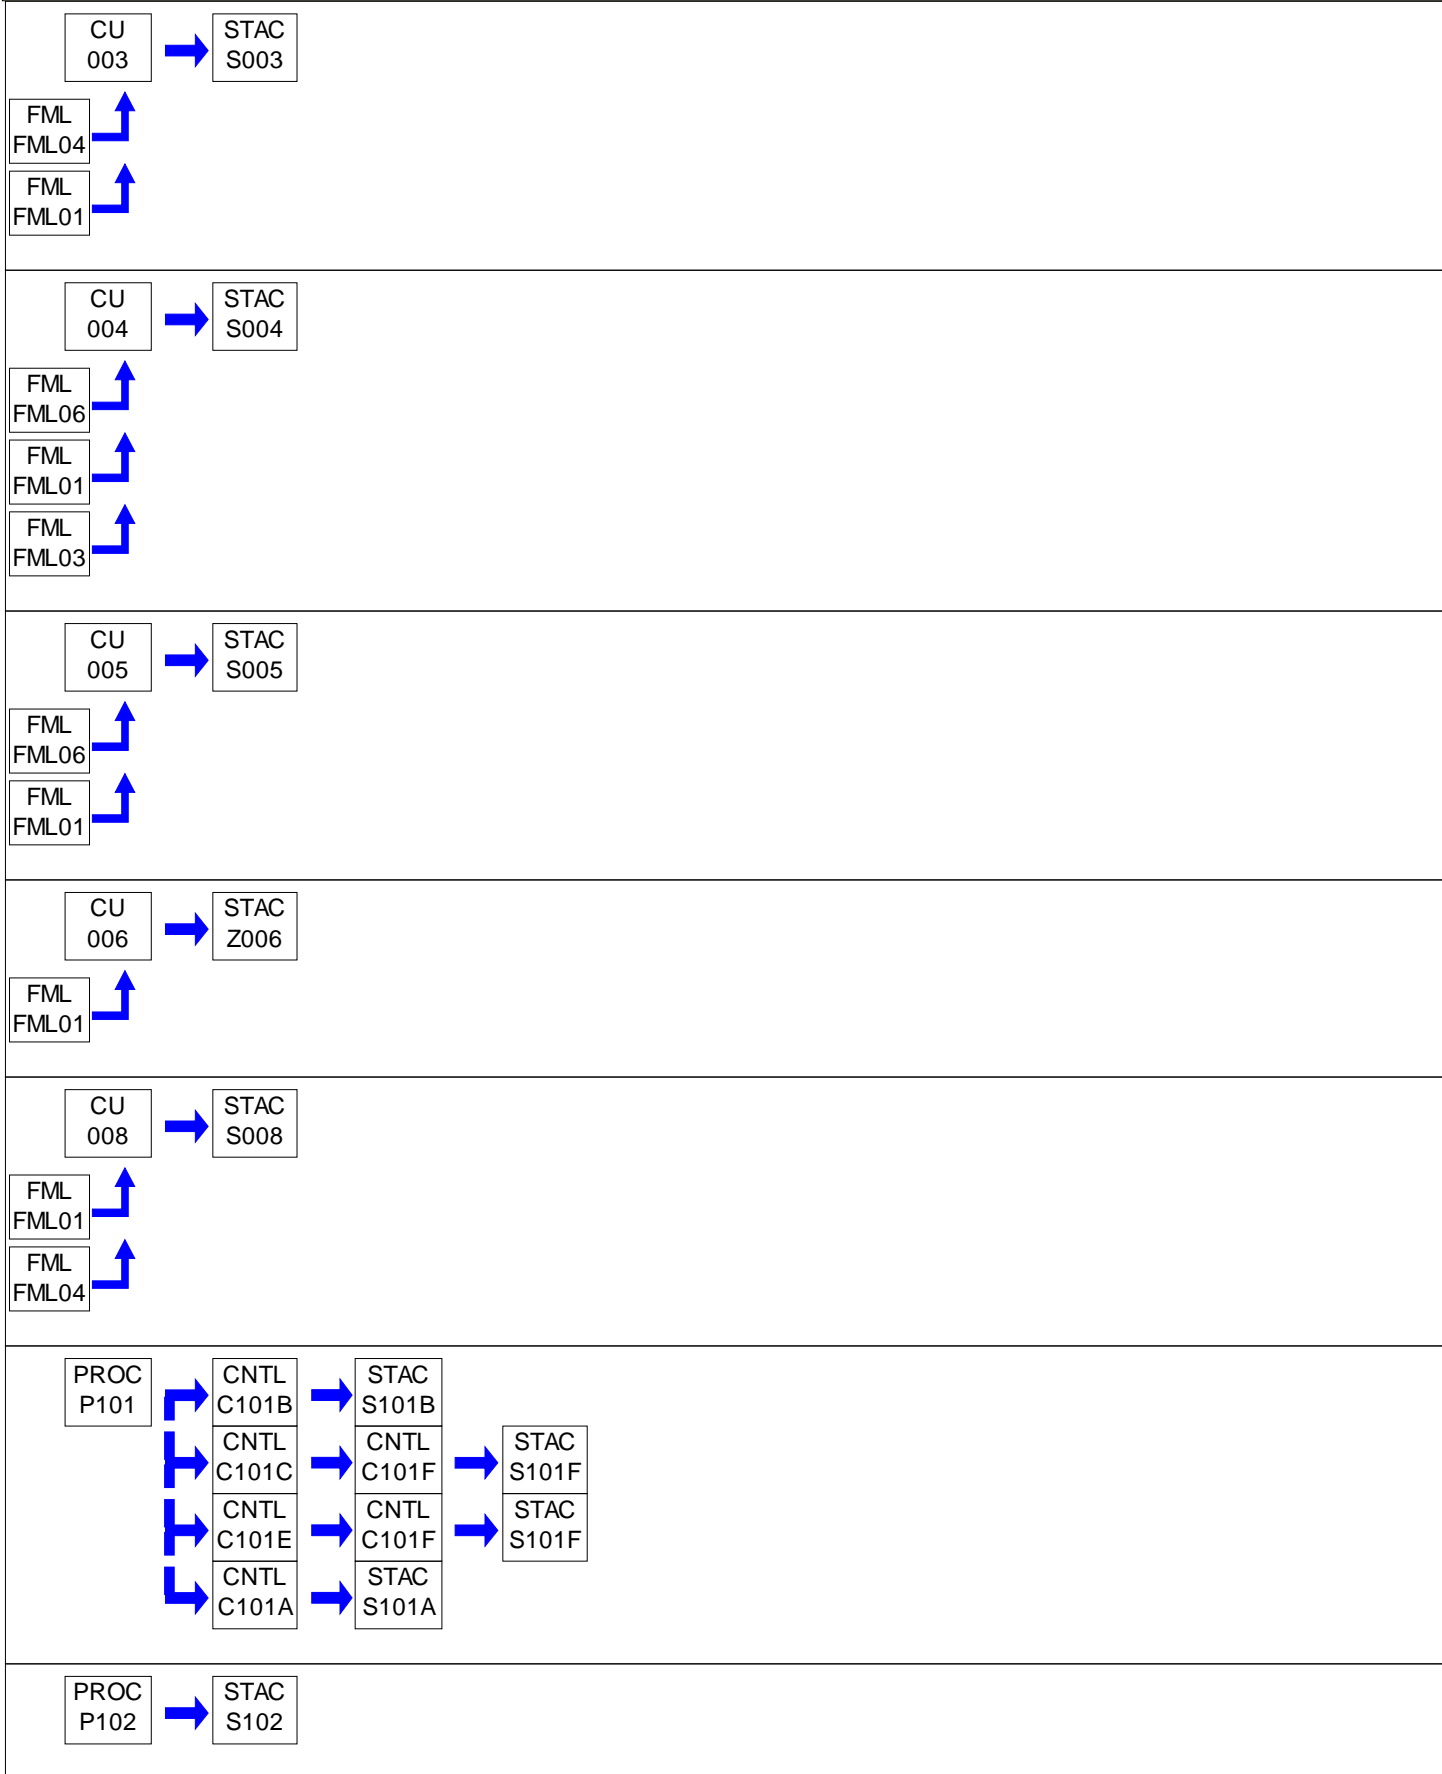 CU
003
STAC
S003
FML
FML04
FML
FML01
CU
004
STAC
S004
FML
FML06
FML
FML01
FML
FML03
CU
005
STAC
S005
FML
FML06
FML
FML01
CU
006
STAC
Z006
FML
FML01
CU
008
STAC
S008
FML
FML01
FML
FML04
PROC
P101
CNTL
C101B
STAC
S101B
CNTL
C101C
CNTL
C101F
STAC
S101F
CNTL
C101E
CNTL
C101F
STAC
S101F
CNTL
C101A
STAC
S101A
PROC
P102
STAC
S102